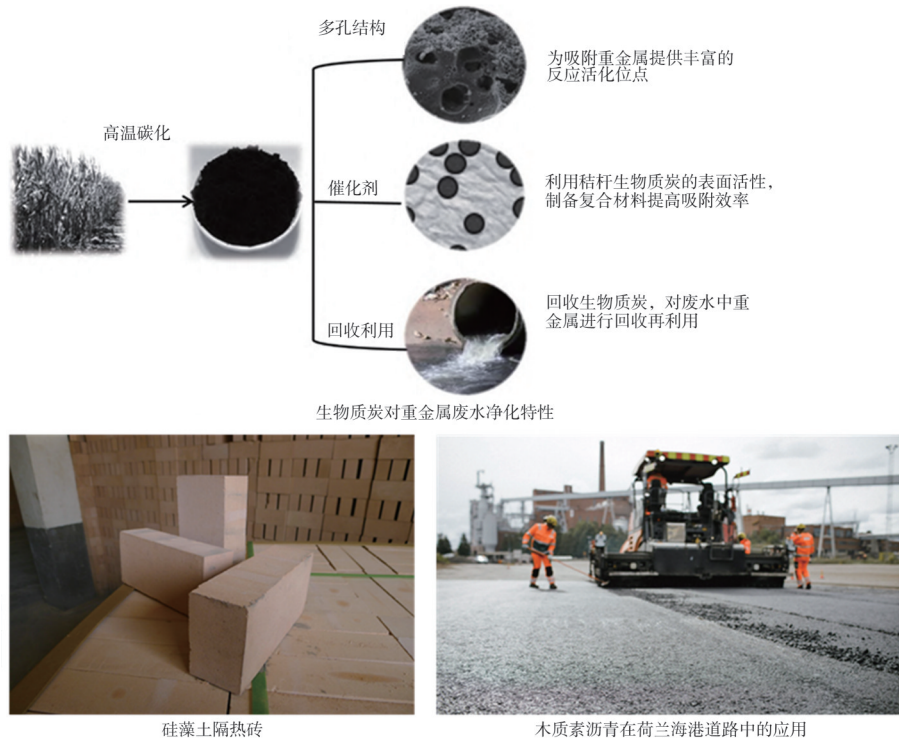 多孔结构
为吸附重金属提供丰富的
反应活化位点
高温碳化
催化剂
利用秸杆生物质炭的表面活性，
制备复合材料提高吸附效率
回收利用
回收生物质炭，对废水中重
金属进行回收再利用
生物质炭对重金属废水净化特性
硅藻土隔热砖
木质素沥青在荷兰海港道路中的应用